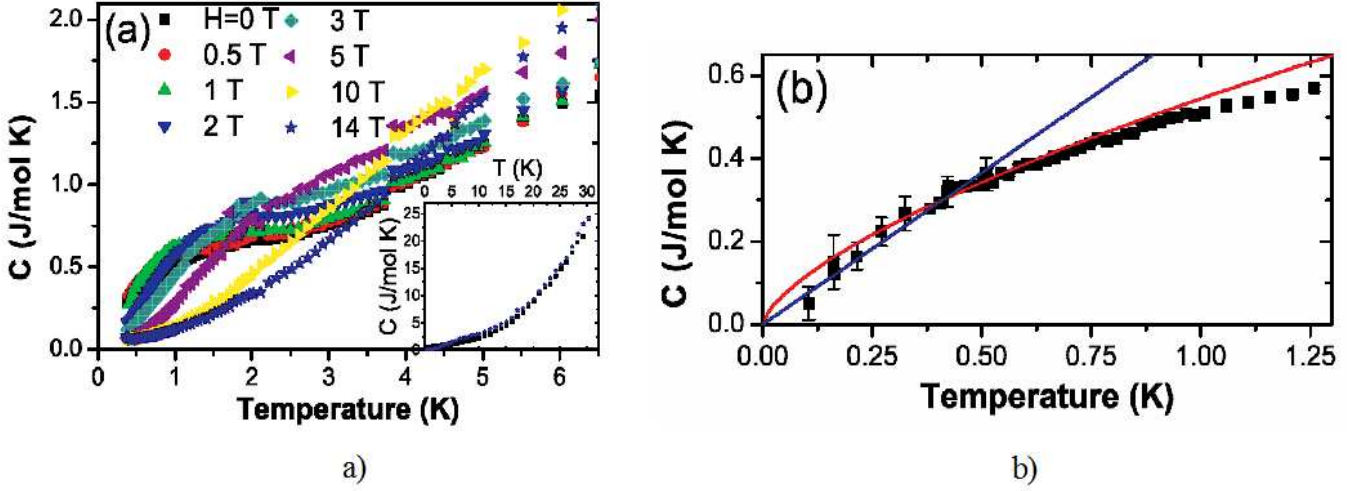 (a)
H=0 T
0.5 T
1 T
2 T
3 T
5 T
10 T
14 T
C (J/mol K)
2.0
1.5
1.0
0.5
0.0
0 1 2 3 4 5 6
Temperature (K)
T (K)
0 5 10 15 20 25 30
C (J/mol K)
25
20
15
10
5
0
(b)
C (J/mol K)
0.6
0.4
0.2
0.0
0.00 0.25 0.50 0.75 1.00 1.25
Temperature (K)
a)
b)